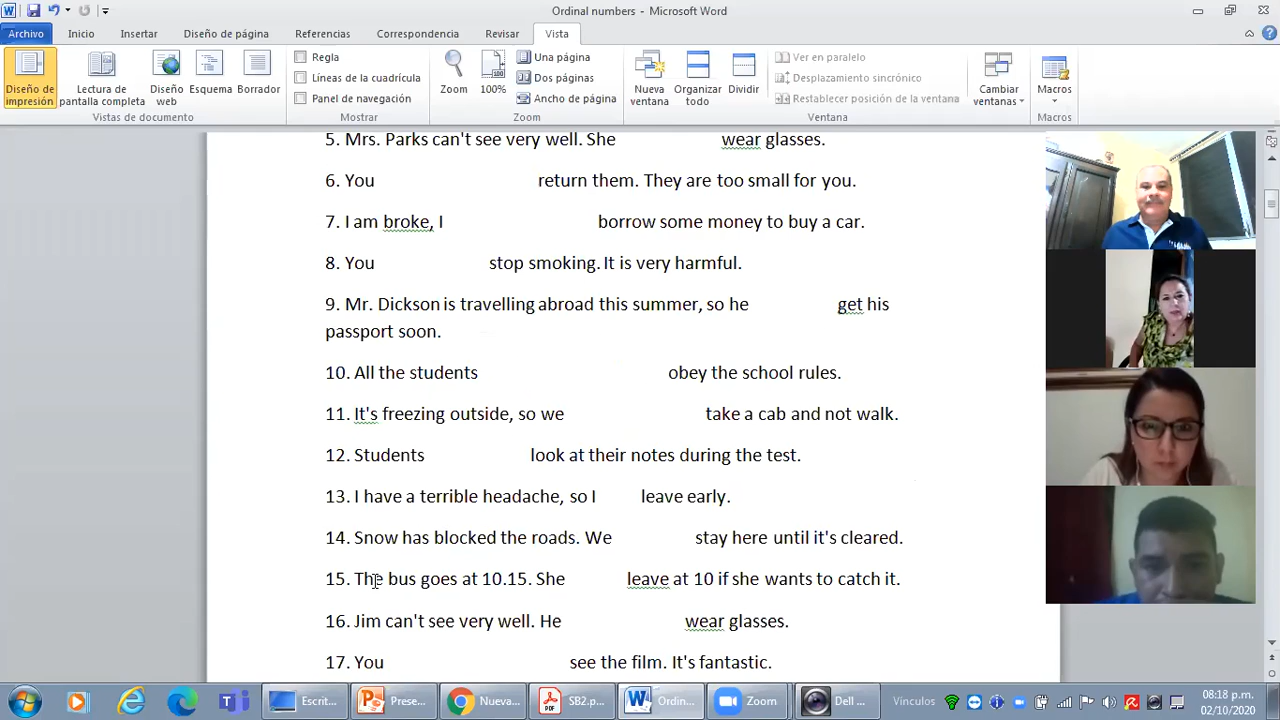 Ordinal numbers - Microsoft Word
Archivo Inicio Insertar Diseño de página Referencias Correspondencia Revisar Vista
Diseño de impresión
Lectura de pantalla completa
Diseño web
Esquema
Borrador
Vistas de documento
Regla
Líneas de la cuadrícula
Panel de navegación
Mostrar
Zoom
100%
Una página
Dos páginas
Ancho de página
Zoom
Nueva ventana
Organizar todo
Dividir
Ver en paralelo
Desplazamiento sincrónico
Restablecer posición de la ventana
Ventana
Cambiar ventanas
Macros
Macros
5. Mrs. Parks can't see very well. She wear glasses.
6. You return them. They are too small for you.
7. I am broke, I borrow some money to buy a car.
8. You stop smoking. It is very harmful.
9. Mr. Dickson is travelling abroad this summer, so he get his
passport soon.
10. All the students obey the school rules.
11. It's freezing outside, so we take a cab and not walk.
12. Students look at their notes during the test.
13. I have a terrible headache, so I leave early.
14. Snow has blocked the roads. We stay here until it's cleared.
15. The bus goes at 10.15. She leave at 10 if she wants to catch it.
16. Jim can't see very well. He wear glasses.
17. You see the film. It's fantastic.
Escrit... Prese... Nueva... SB2.p... Ordin... Zoom Dell ... Vínculos
08:18 p.m.
02/10/2020